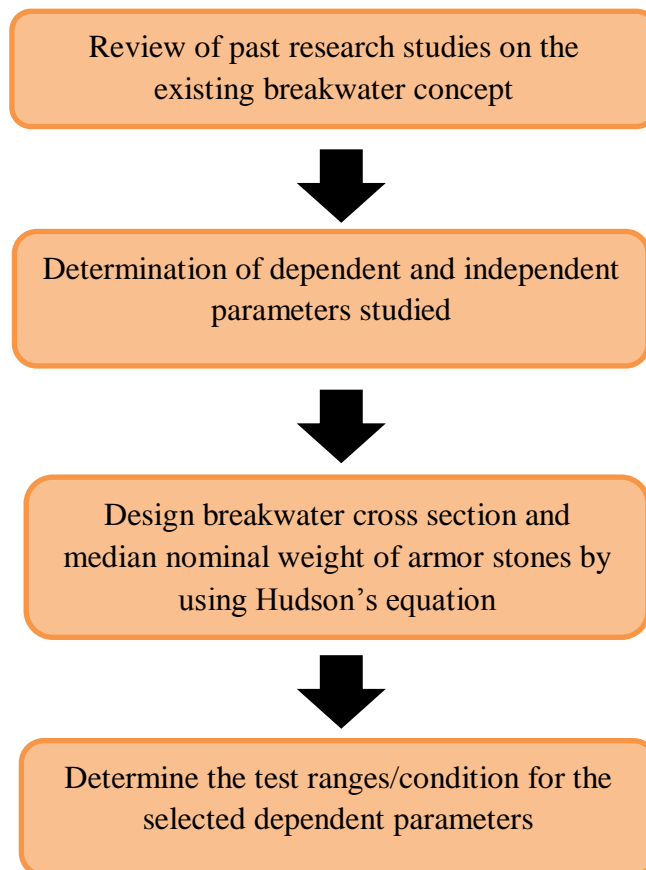 Review of past research studies on the
existing breakwater concept
Determination of dependent and independent
parameters studied
Design breakwater cross section and
median nominal weight of armor stones by
using Hudson’s equation
Determine the test ranges/condition for the
selected dependent parameters